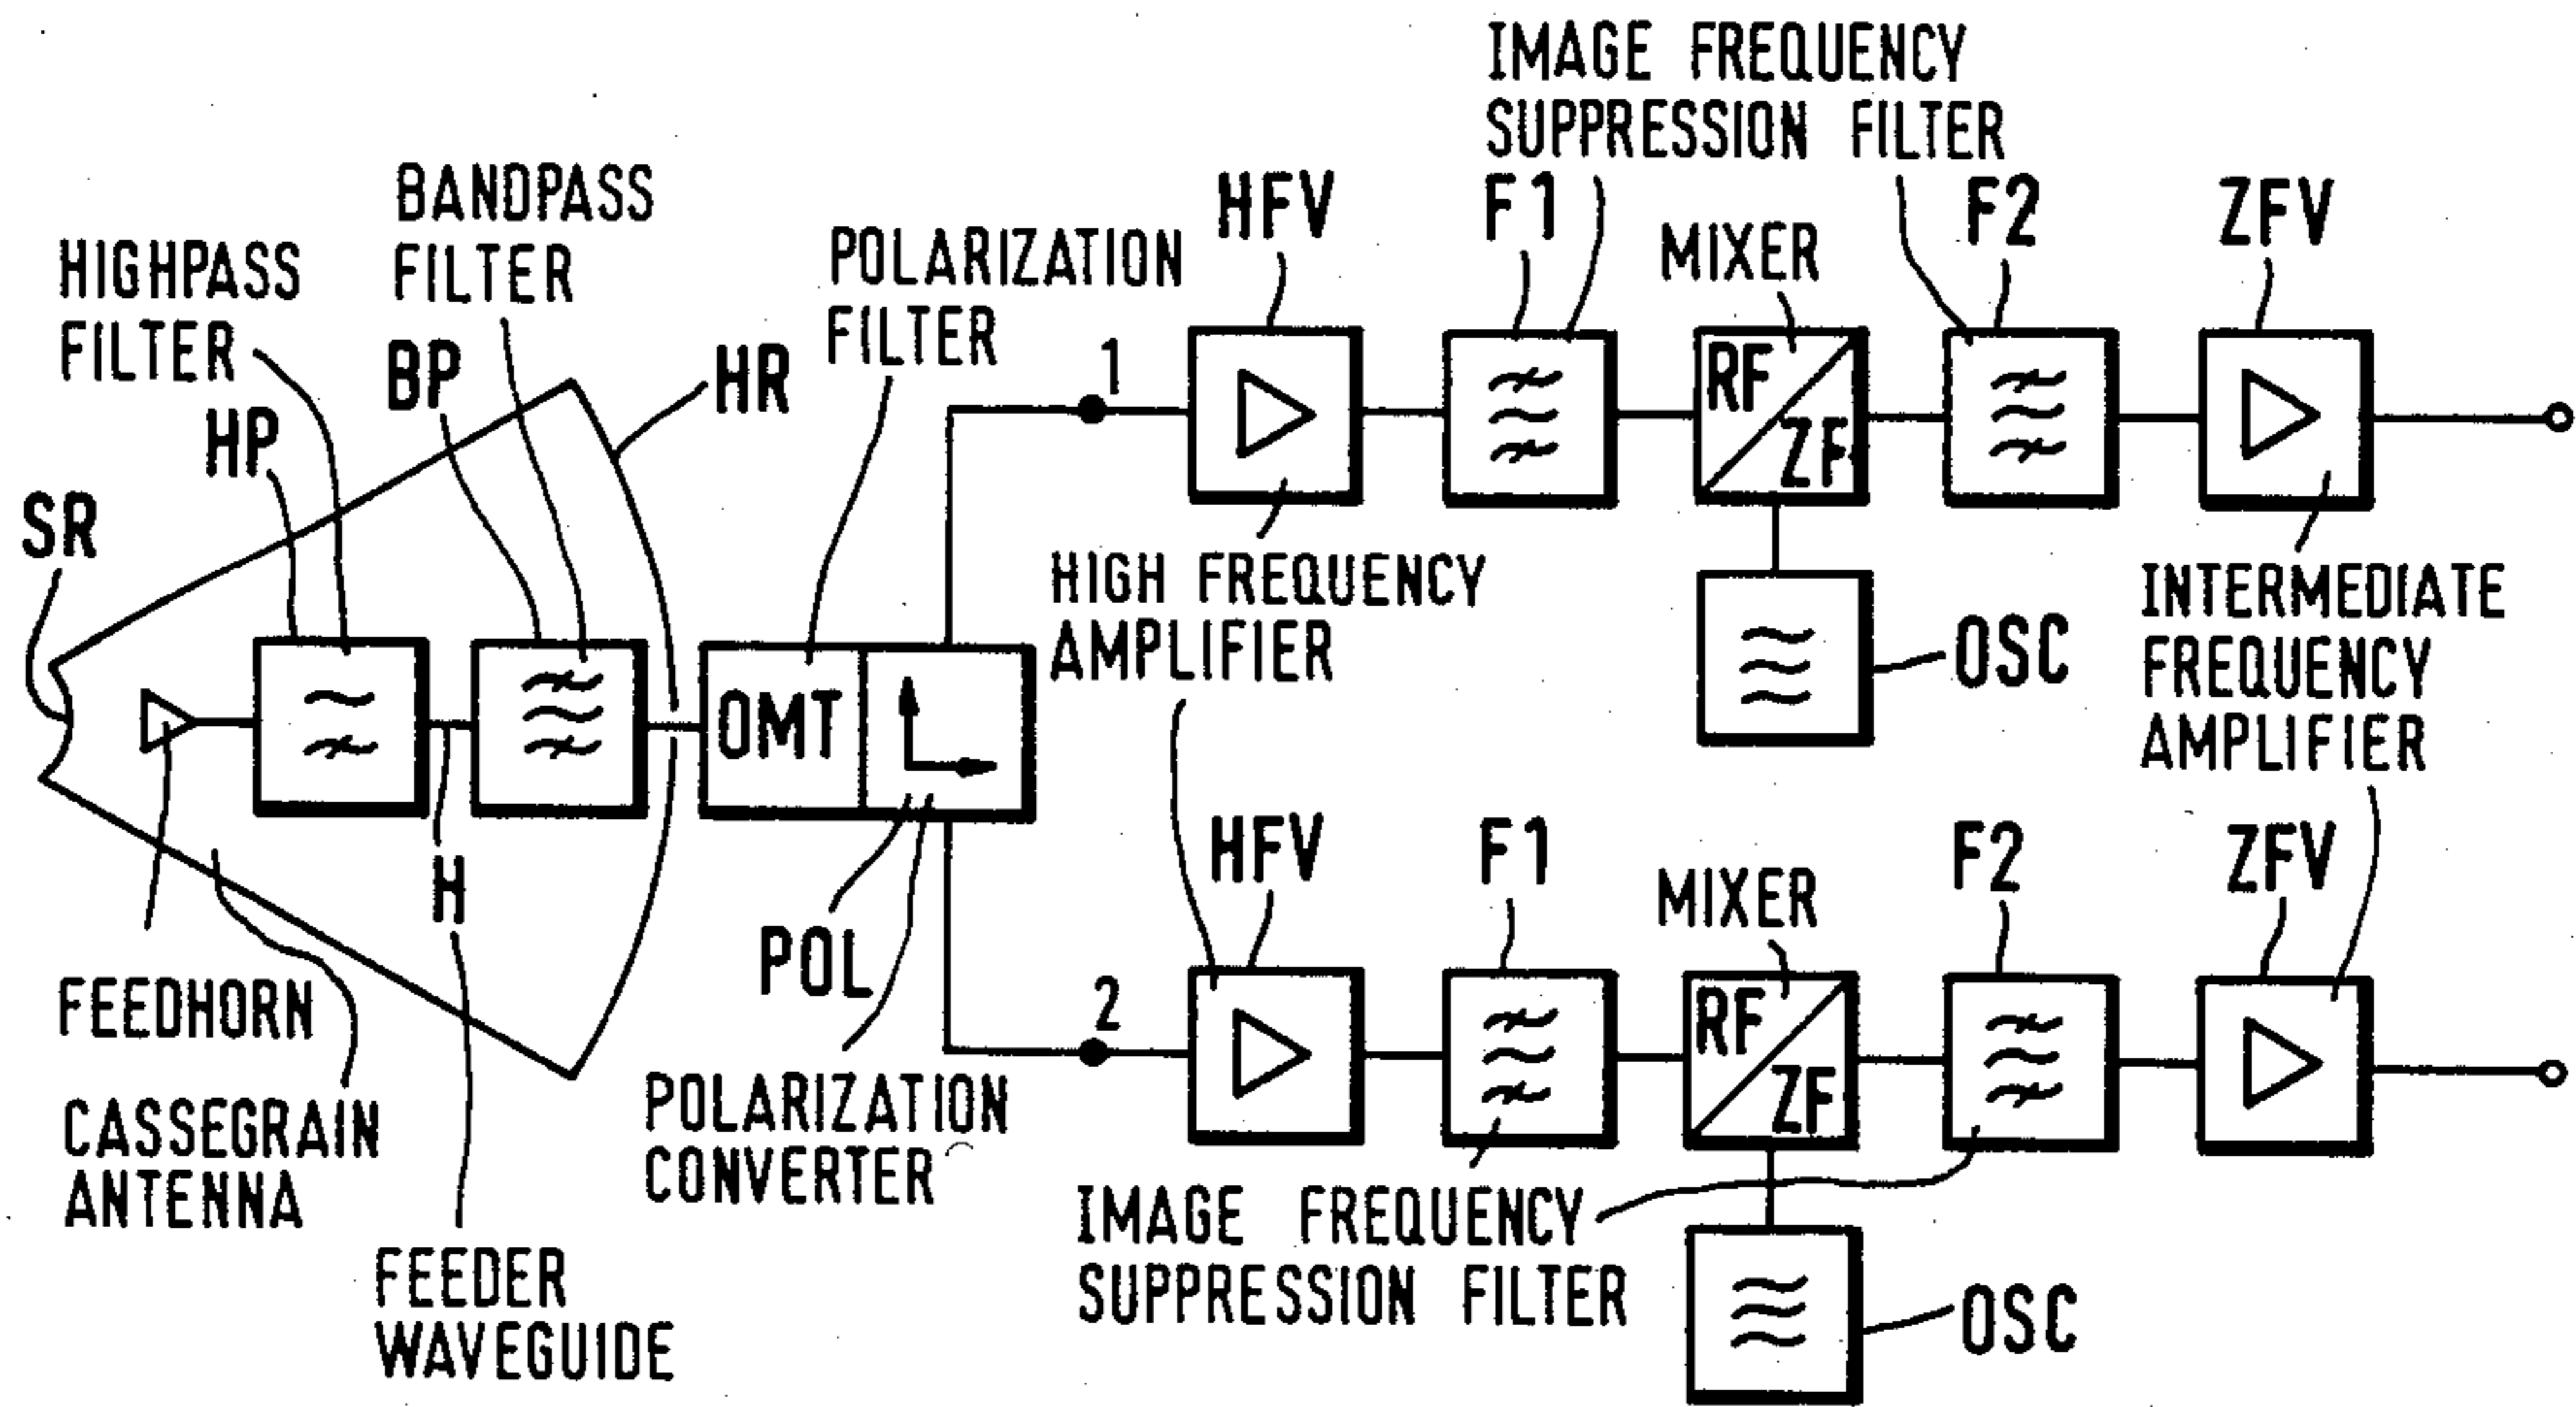 IMAGE FREQUENCY
SUPPRESSION FILTER
BANDPASS
FILTER
HIGHPASS
FILTER
POLARIZATION
FILTER
HFV
F1
MIXER
F2
ZFV
BP
HR
HP
SR
1
RF
ZF
HIGH FREQUENCY
AMPLIFIER
OSC
INTERMEDIATE
FREQUENCY
AMPLIFIER
OMT
H
POL
HFV
F1
MIXER
F2
ZFV
2
RF
ZF
FEEDHORN
CASSEGRAIN
ANTENNA
POLARIZATION
CONVERTER
FEEDER
WAVEGUIDE
IMAGE FREQUENCY
SUPPRESSION FILTER
OSC